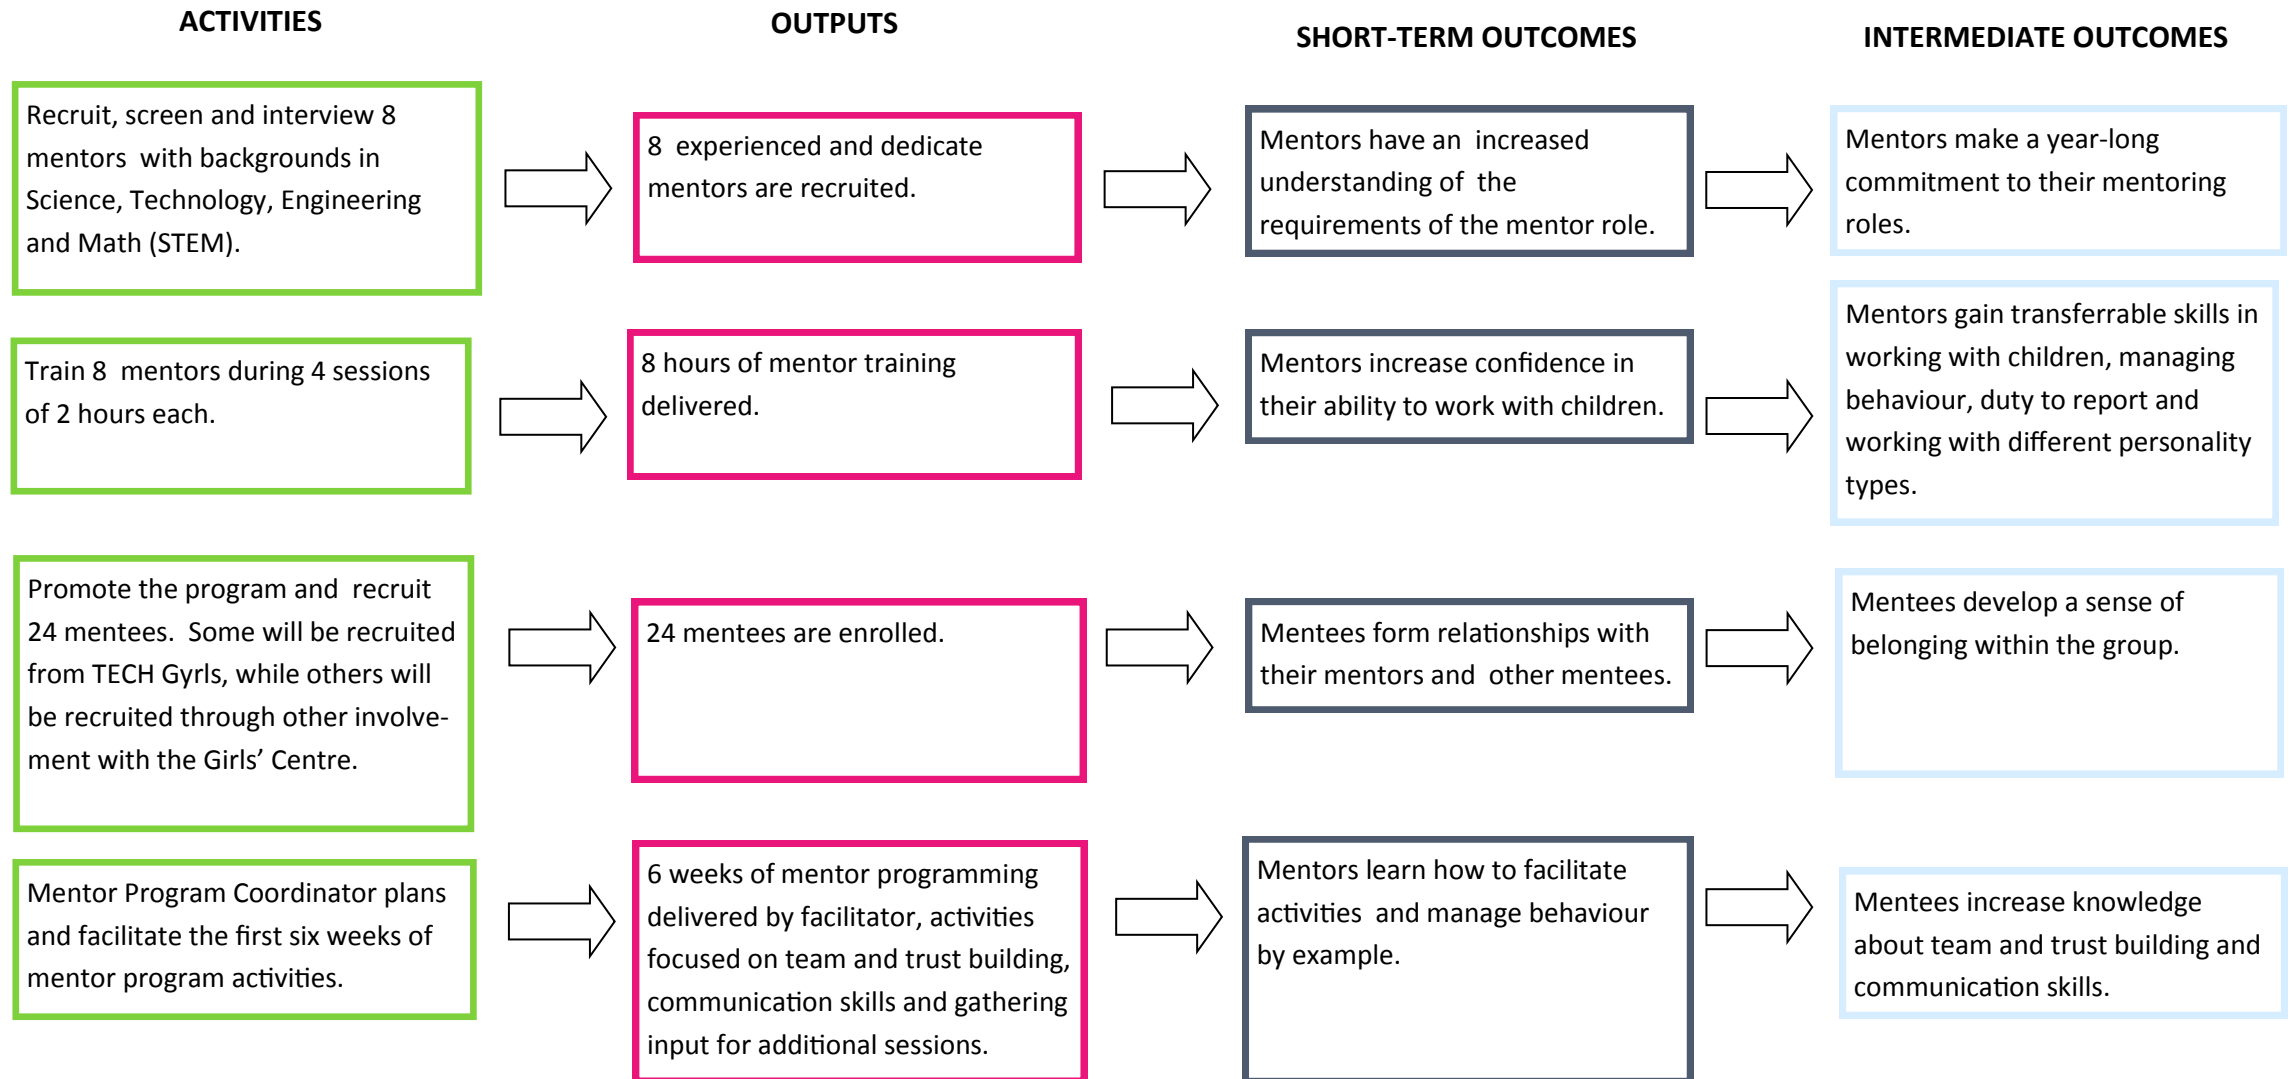 ACTIVITIES
OUTPUTS
SHORT-TERM OUTCOMES
INTERMEDIATE OUTCOMES
Recruit, screen and interview 8
mentors with backgrounds in
Science, Technology, Engineering
and Math (STEM).
8 experienced and dedicate
mentors are recruited.
Mentors have an increased
understanding of the
requirements of the mentor role.
Mentors make a year-long
commitment to their mentoring
roles.
Train 8 mentors during 4 sessions
of 2 hours each.
8 hours of mentor training
delivered.
Mentors increase confidence in
their ability to work with children.
Mentors gain transferrable skills in
working with children, managing
behaviour, duty to report and
working with different personality
types.
Promote the program and recruit
24 mentees. Some will be recruited
from TECH Gyrls, while others will
be recruited through other involve-
ment with the Girls’ Centre.
24 mentees are enrolled.
Mentees form relationships with
their mentors and other mentees.
Mentees develop a sense of
belonging within the group.
Mentor Program Coordinator plans
and facilitate the first six weeks of
mentor program activities.
6 weeks of mentor programming
delivered by facilitator, activities
focused on team and trust building,
communication skills and gathering
input for additional sessions.
Mentors learn how to facilitate
activities and manage behaviour
by example.
Mentees increase knowledge
about team and trust building and
communication skills.